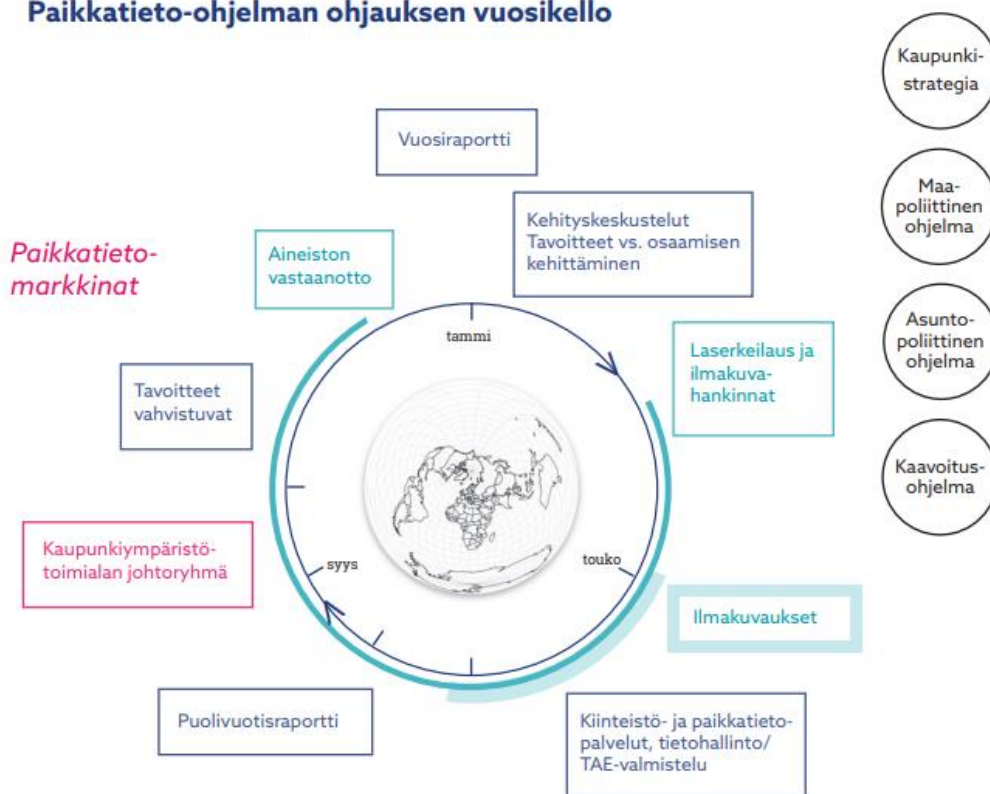 Paikkatieto-ohjelman ohjauksen vuosikello
Vuosiraportti
Kehityskeskustelut
Tavoitteet vs. osaamisen
kehittäminen
Laserkeilaus ja
ilmakuva-
hankinnat
Ilmakuvaukset
Kiinteistö- ja paikkatieto-
palvelut, tietohallinto/
TAE-valmistelu
Puolivuotisraportti
Kaupunkiympäristö-
toimialan johtoryhmä
Tavoitteet
vahvistuvat
Paikkatieto-
markkinat
Aineiston
vastaanotto
tammi
touko
syys
Kaupunki-
strategia
Maa-
poliittinen
ohjelma
Asunto-
poliittinen
ohjelma
Kaavoitus-
ohjelma